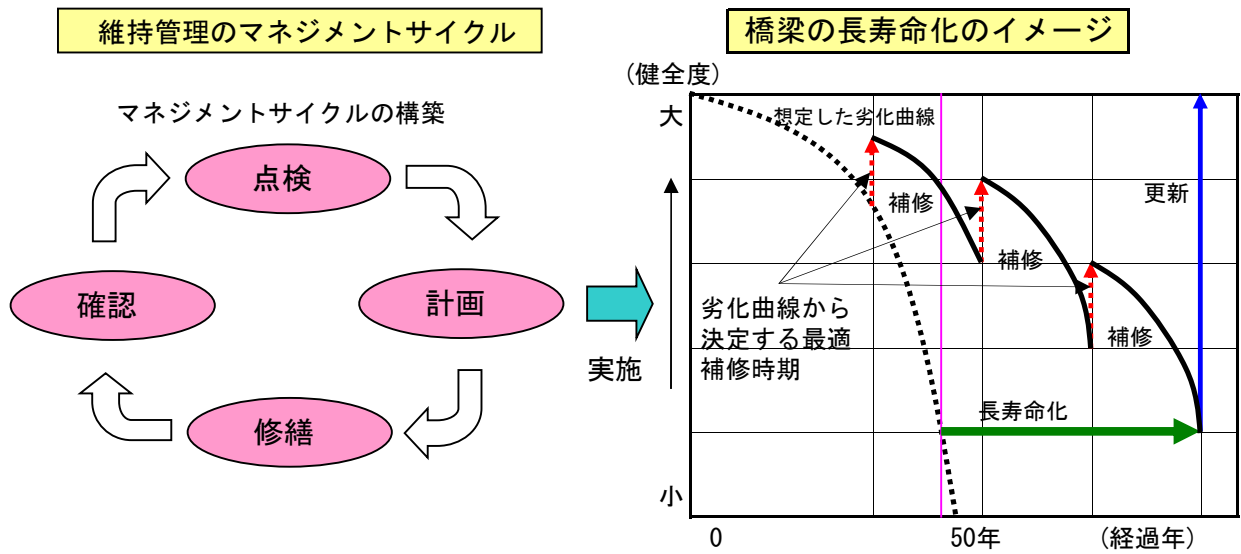 維持管理のマネジメントサイクル
マネジメントサイクルの構築
点検
計画
修繕
確認
実施
橋梁の長寿命化のイメージ
(健全度)
大
想定した劣化曲線
補修
更新
補修
補修
劣化曲線から
決定する最適
補修時期
長寿命化
小
0
50年
(経過年)